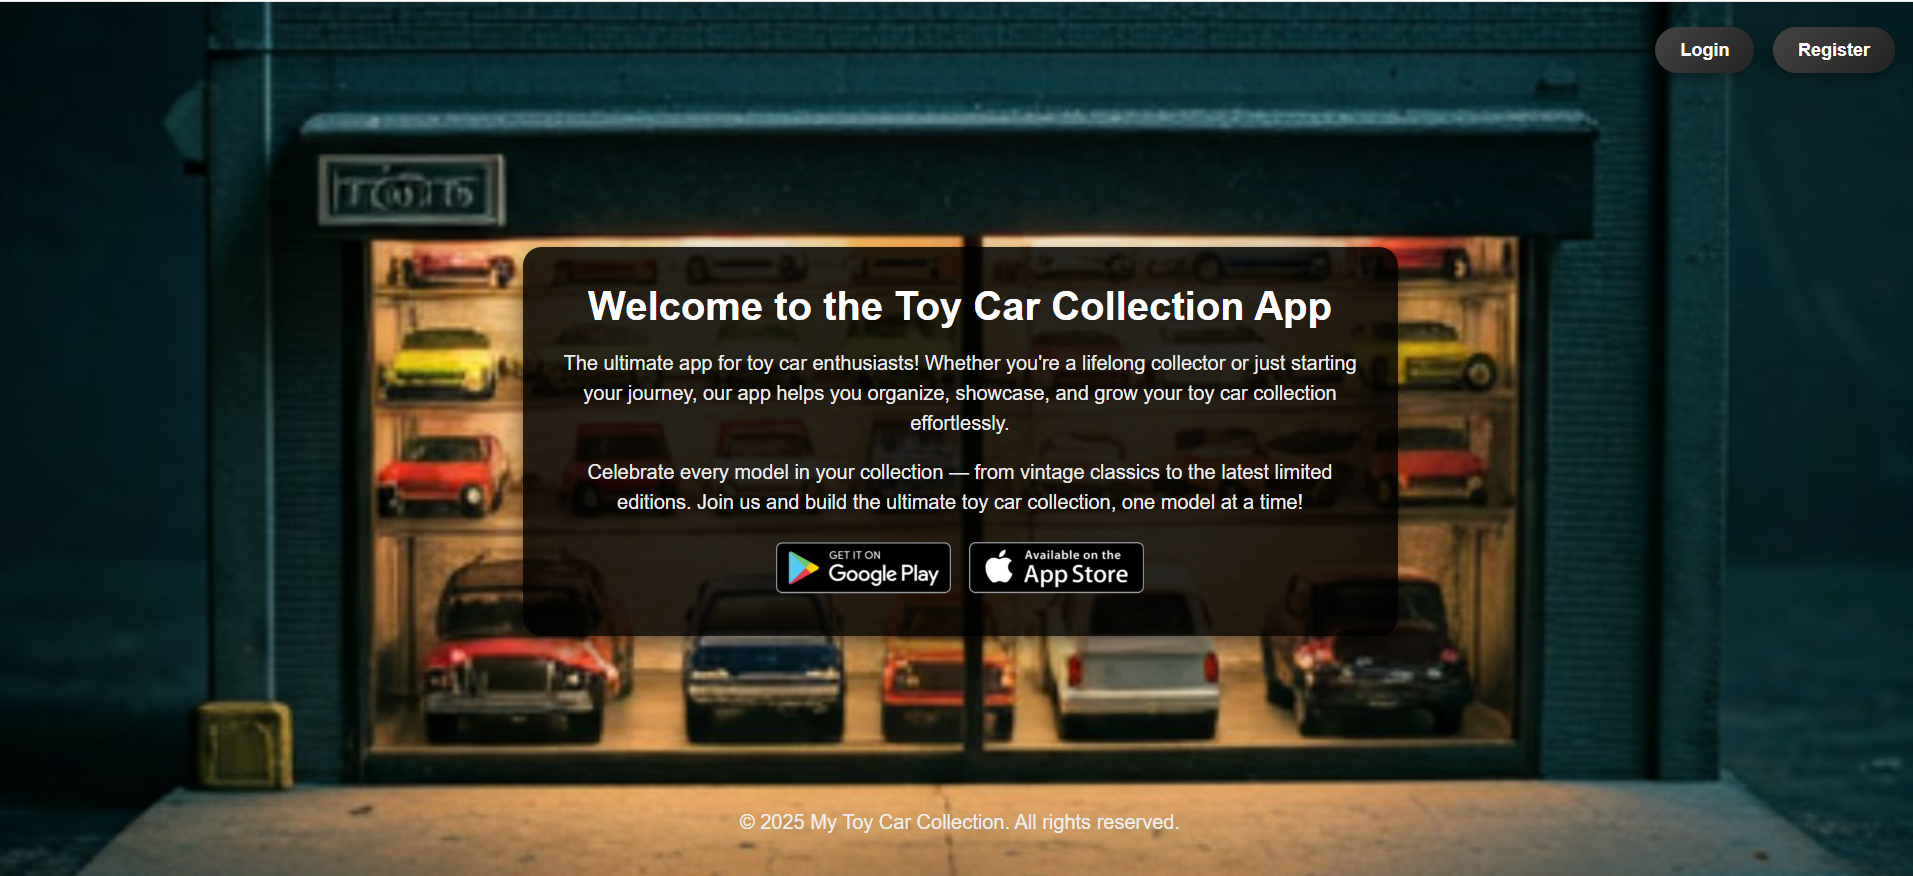 Login
Register
Welcome to the Toy Car Collection App
The ultimate app for toy car enthusiasts! Whether you're a lifelong collector or just starting
your journey, our app helps you organize, showcase, and grow your toy car collection
effortlessly.
Celebrate every model in your collection — from vintage classics to the latest limited
editions. Join us and build the ultimate toy car collection, one model at a time!
GET IT ON
Google Play
Available on the
App Store
© 2025 My Toy Car Collection. All rights reserved.